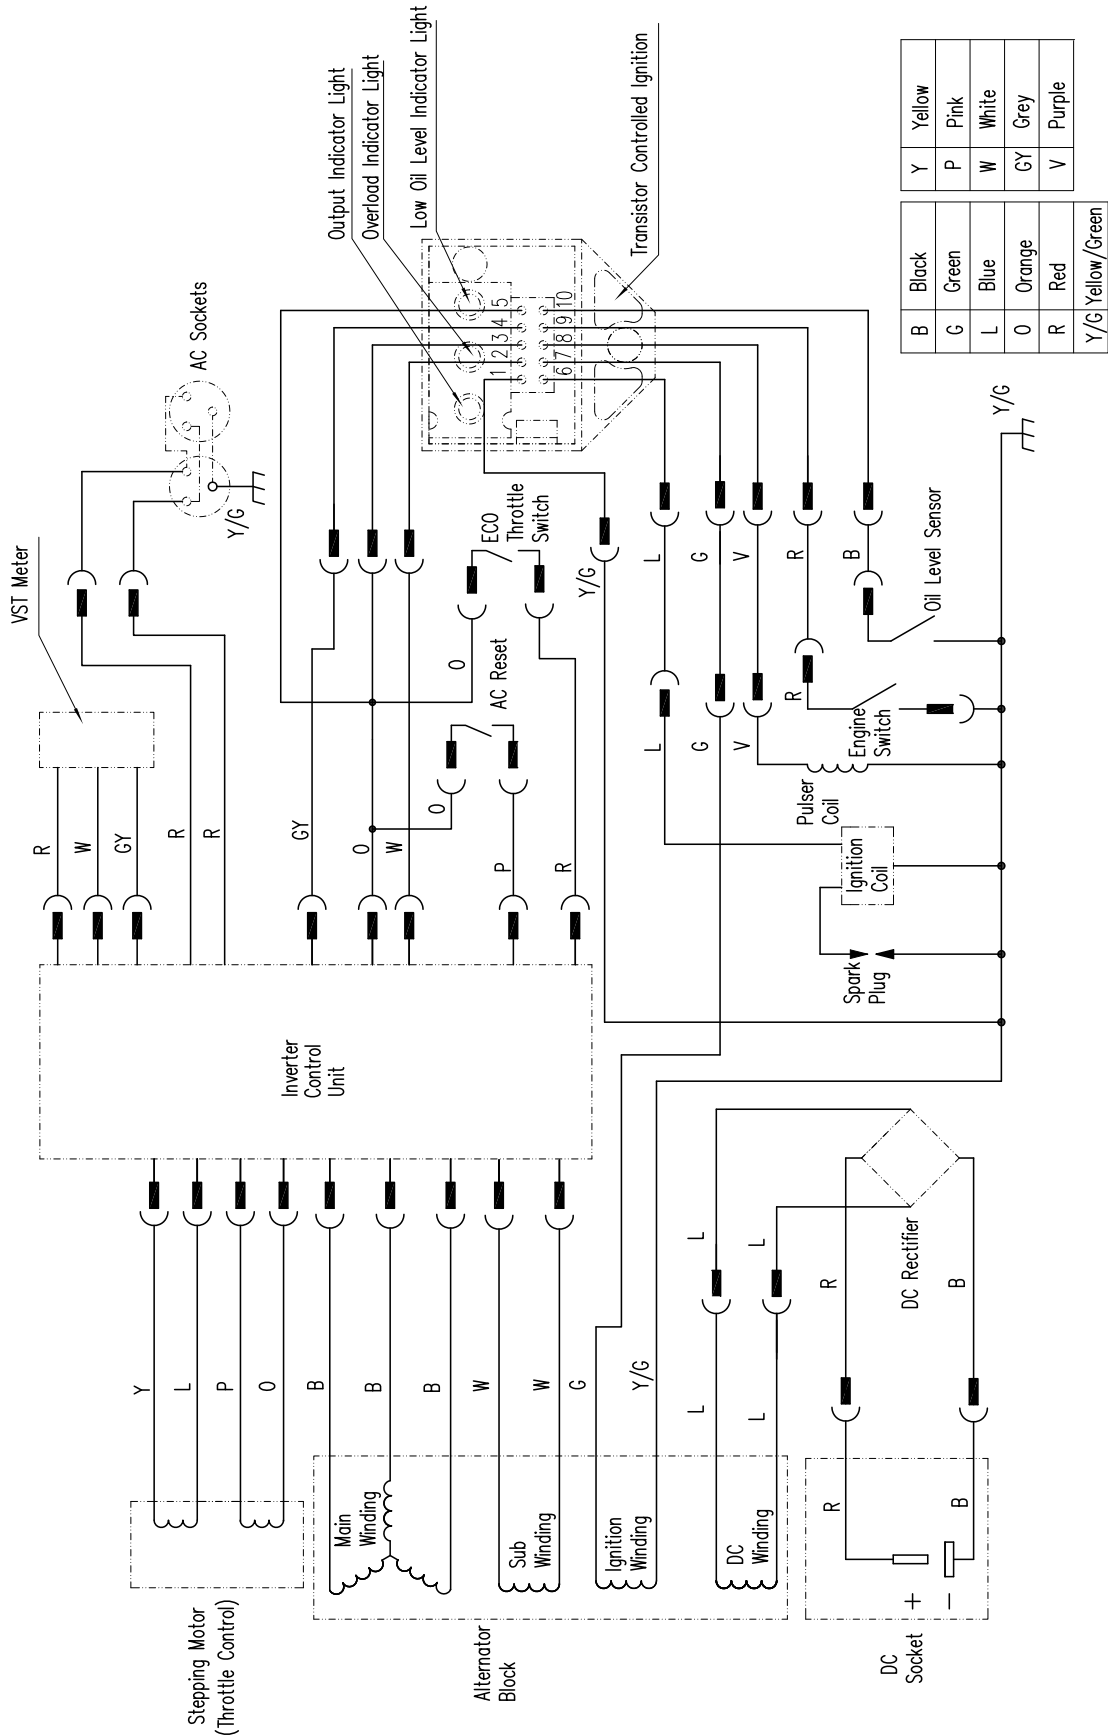 Stepping Motor
(Throttle Control)
Alternator
Block
DC
Socket
+
−
Main
Winding
Sub
Winding
Ignition
Winding
DC
Winding
Y
L
P
O
B
B
B
W
W
G
Y/G
L
L
L
L
R
B
R
B
DC Rectifier
Inverter
Control
Unit
R
W
GY
R
R
VST Meter
GY
O
W
P
R
O
AC Reset
O
ECO
Throttle
Switch
Y/G
AC Sockets
Y/G
Output Indicator Light
Overload Indicator Light
Low Oil Level Indicator Light
Transistor Controlled Ignition
1 2 3 4 5
6 7 8 9 10
L
G
V
R
B
L
G
V
R
Spark
Plug
Ignition
Coil
Pulser
Coil
Engine
Switch
Oil Level Sensor
Y/G
B Black
G Green
L Blue
O Orange
R Red
Y/G Yellow/Green
Y Yellow
P Pink
W White
GY Grey
V Purple